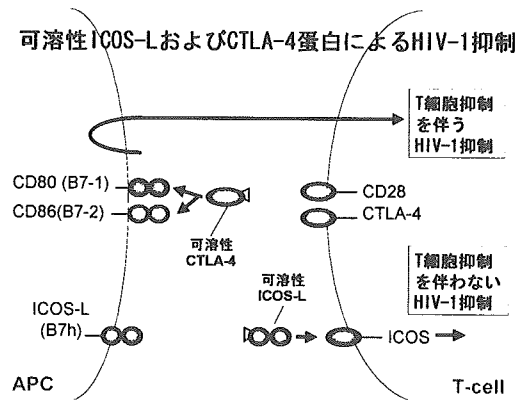 可溶性ICOS-LおよびCTLA-4蛋白によるHIV-1抑制
T細胞抑制
を伴う
HIV-1抑制
CD80 (B7-1)
CD86(B7-2)
CD28
CTLA-4
可溶性
CTLA-4
T細胞抑制
を伴わない
HIV-1抑制
可溶性
ICOS-L
ICOS-L
(B7h)
ICOS
APC
T-cell